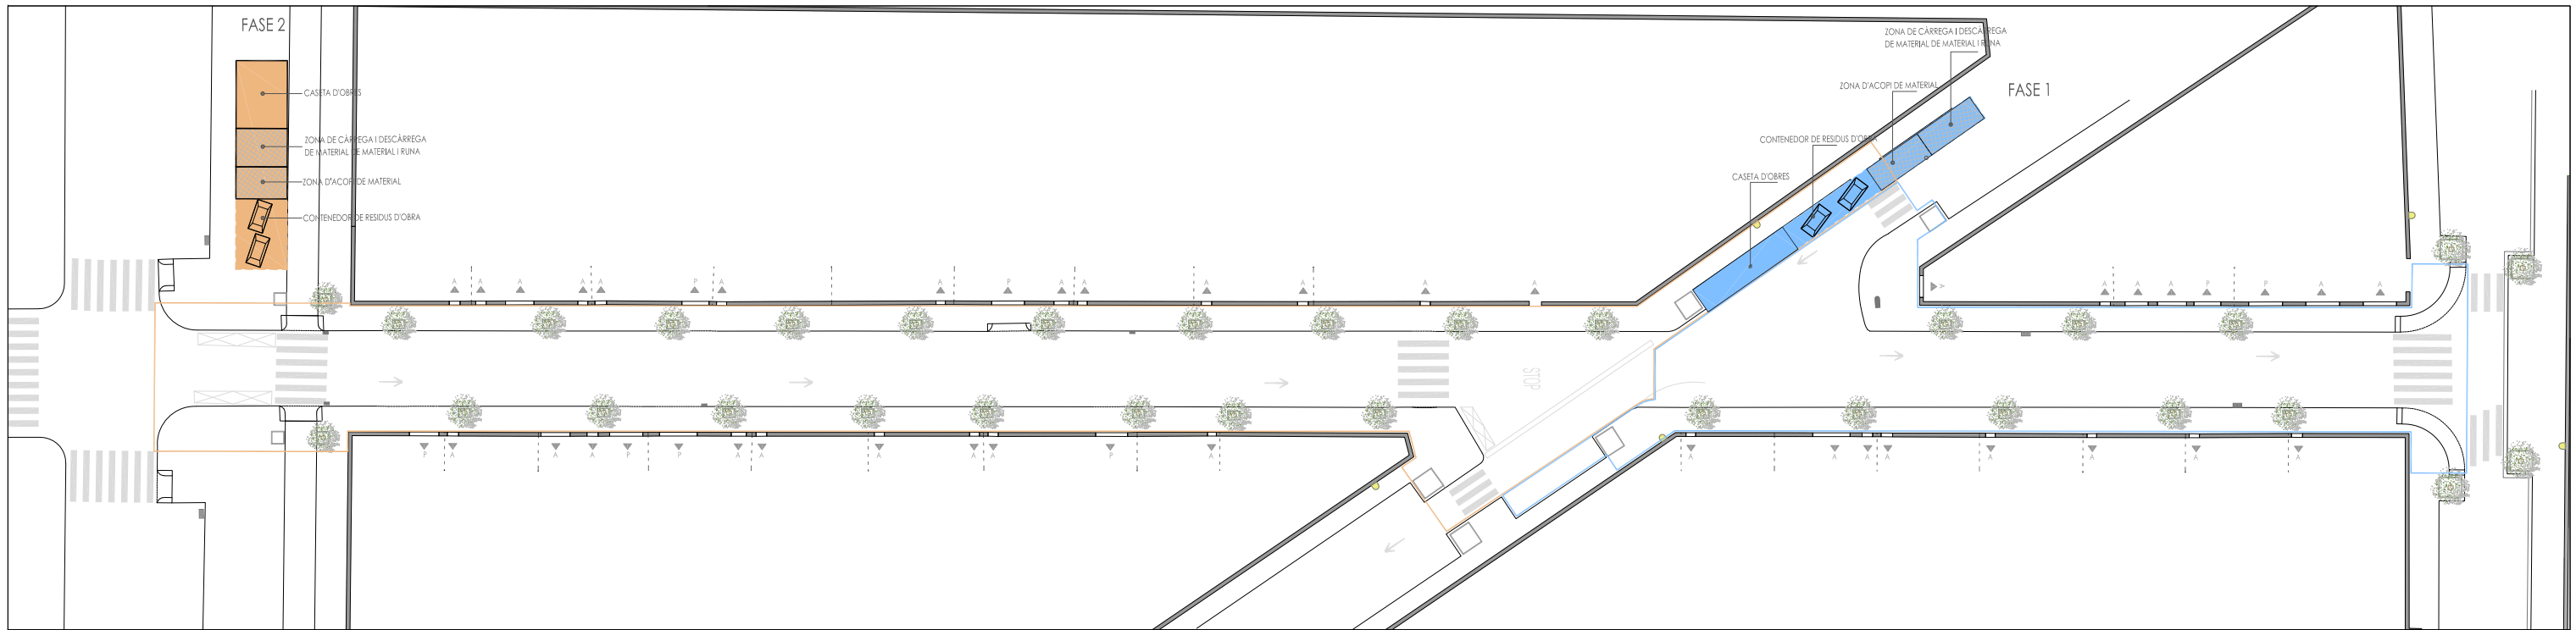 FASE 2
CASETA D'OBRES
ZONA DE CÀRREGA I DESCÀRREGA
DE MATERIAL DE MATERIAL I RUNA
ZONA D'ACOPI DE MATERIAL
CONTENEDOR DE RESIDUS D'OBRA
ZONA DE CÀRREGA I DESCÀRREGA
DE MATERIAL DE MATERIAL I RUNA
ZONA D'ACOPI DE MATERIAL
FASE 1
CONTENEDOR DE RESIDUS D'OBRA
CASETA D'OBRES
A A A A A P A A P A A A A A A
A A A P P A A
A
STOP
P A A A P P A A A A A P A
A A A A A A A A